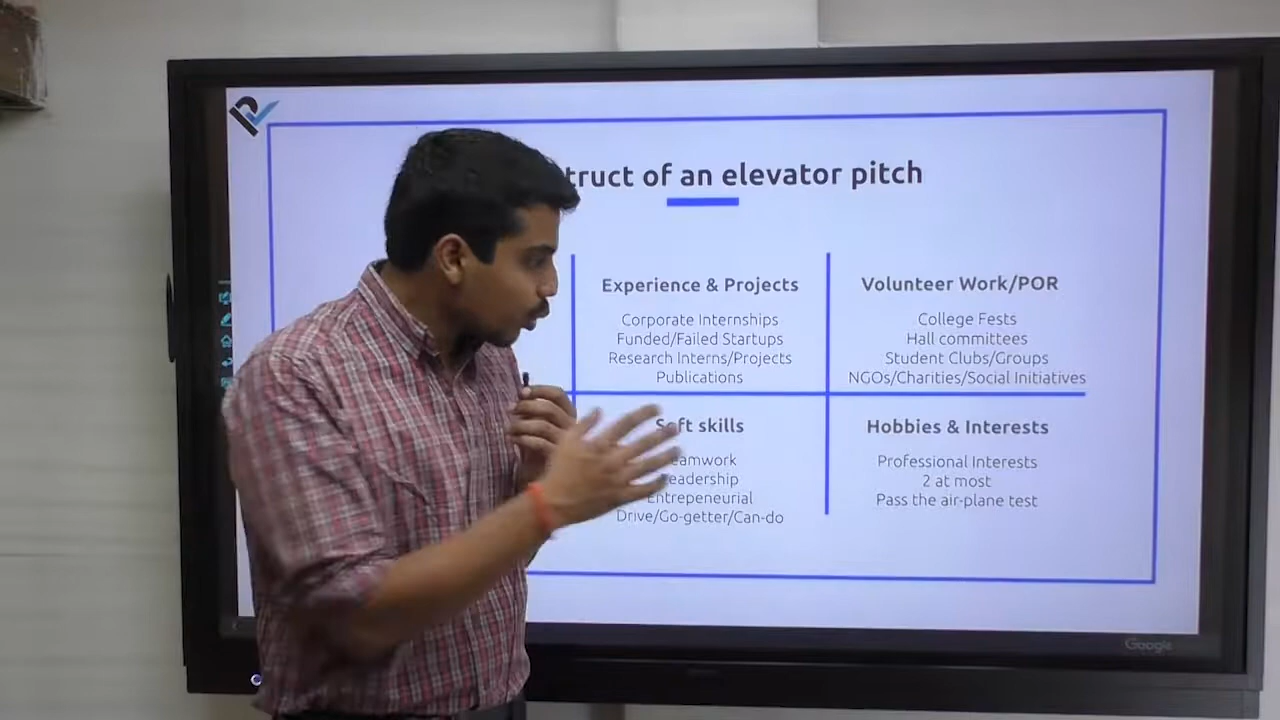 truct of an elevator pitch
Experience & Projects
Corporate Internships
Funded/Failed Startups
Research Interns/Projects
Publications
Volunteer Work/POR
College Fests
Hall committees
Student Clubs/Groups
NGOs/Charities/Social Initiatives
Soft skills
eamwork
eadership
Entrepeneurial
Drive/Go-getter/Can-do
Hobbies & Interests
Professional Interests
2 at most
Pass the air-plane test
Google